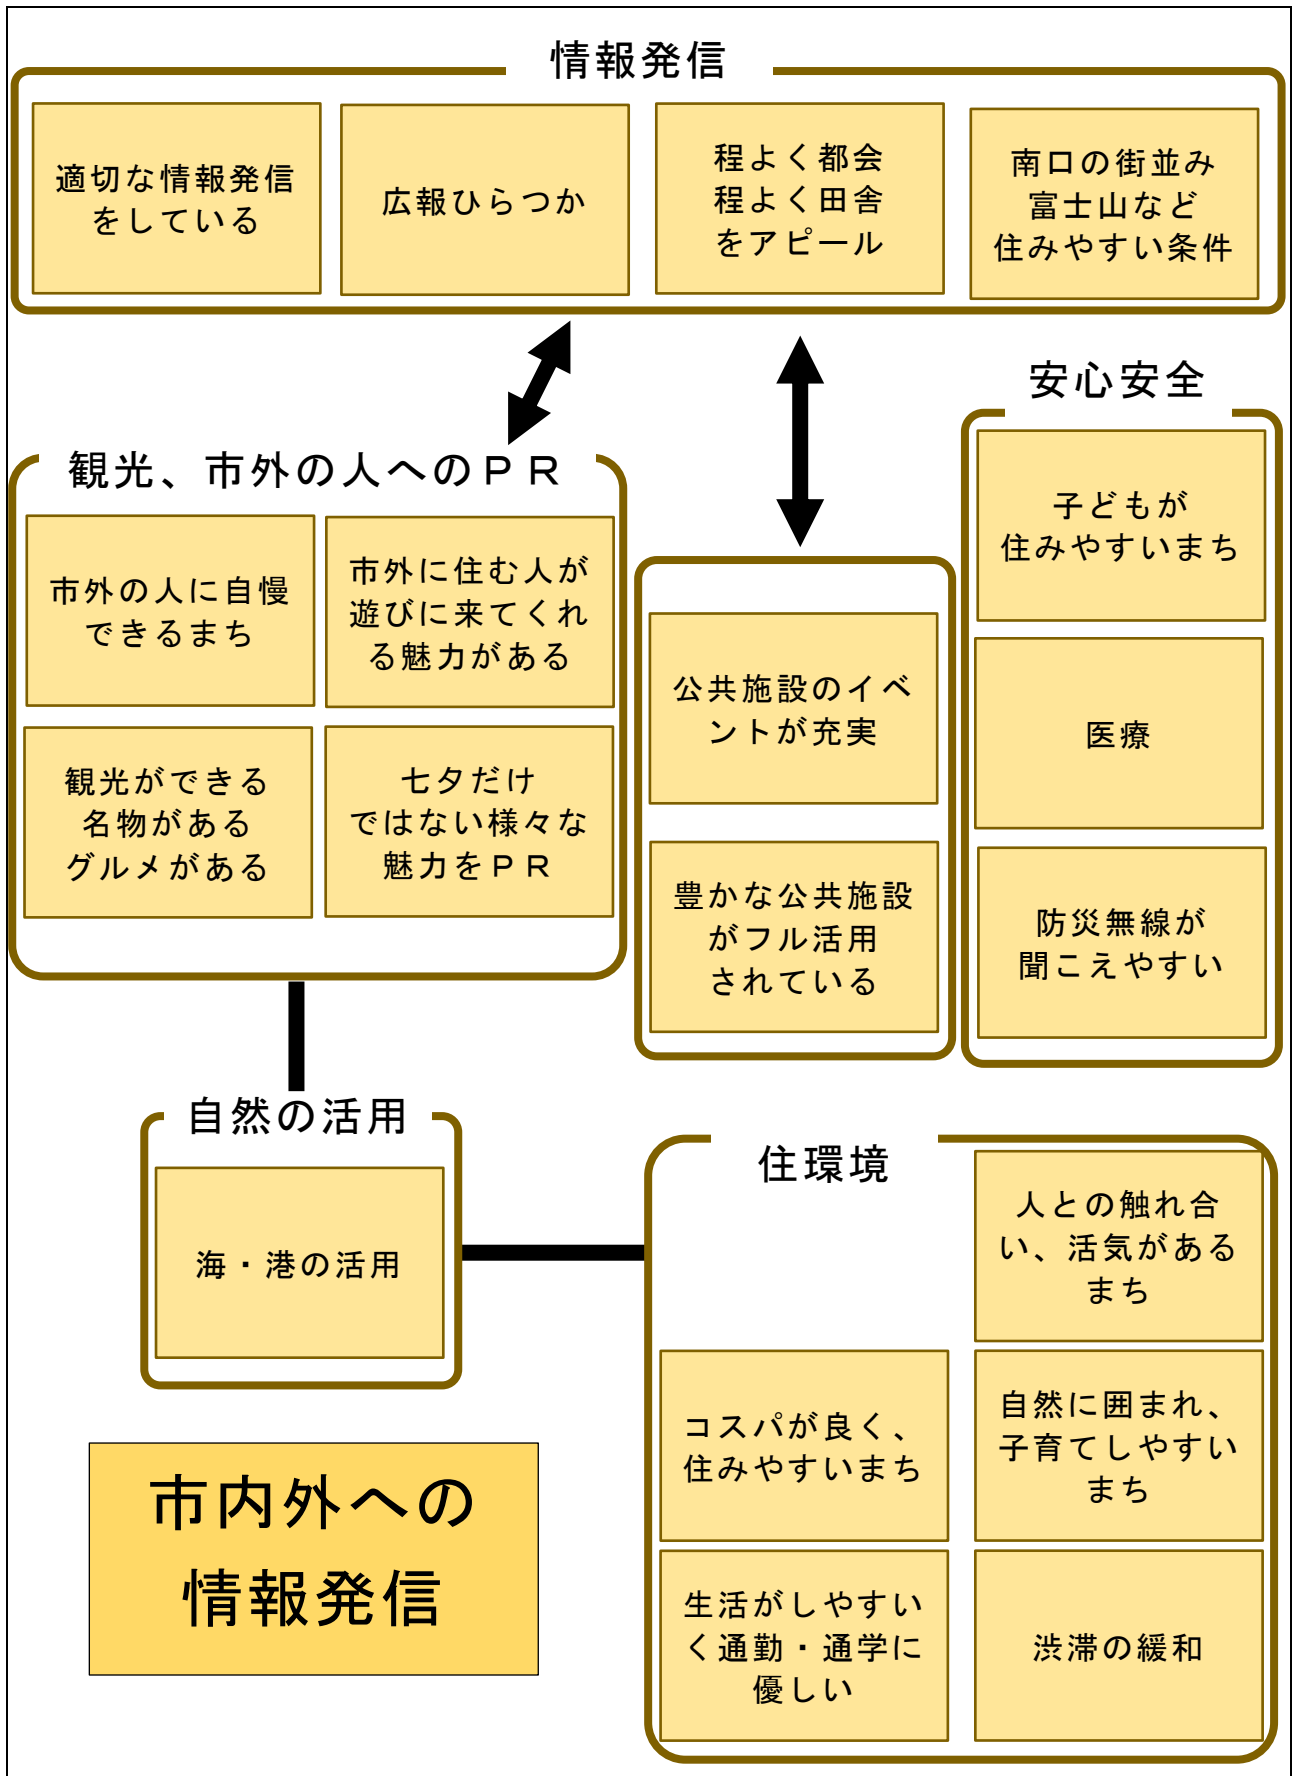 情報発信
適切な情報発信
をしている
広報ひらつか
程よく都会
程よく田舎
をアピール
南口の街並み
富士山など
住みやすい条件
観光、市外の人へのＰＲ
市外の人に自慢
できるまち
市外に住む人が
遊びに来てくれ
る魅力がある
観光ができる
名物がある
グルメがある
七夕だけ
ではない様々な
魅力をＰＲ
公共施設のイベ
ントが充実
豊かな公共施設
がフル活用
されている
安心安全
子どもが
住みやすいまち
医療
防災無線が
聞こえやすい
自然の活用
海・港の活用
住環境
人との触れ合
い、活気がある
まち
コスパが良く、
住みやすいまち
自然に囲まれ、
子育てしやすい
まち
生活がしやすい
く通勤・通学に
優しい
渋滞の緩和
市内外への
情報発信